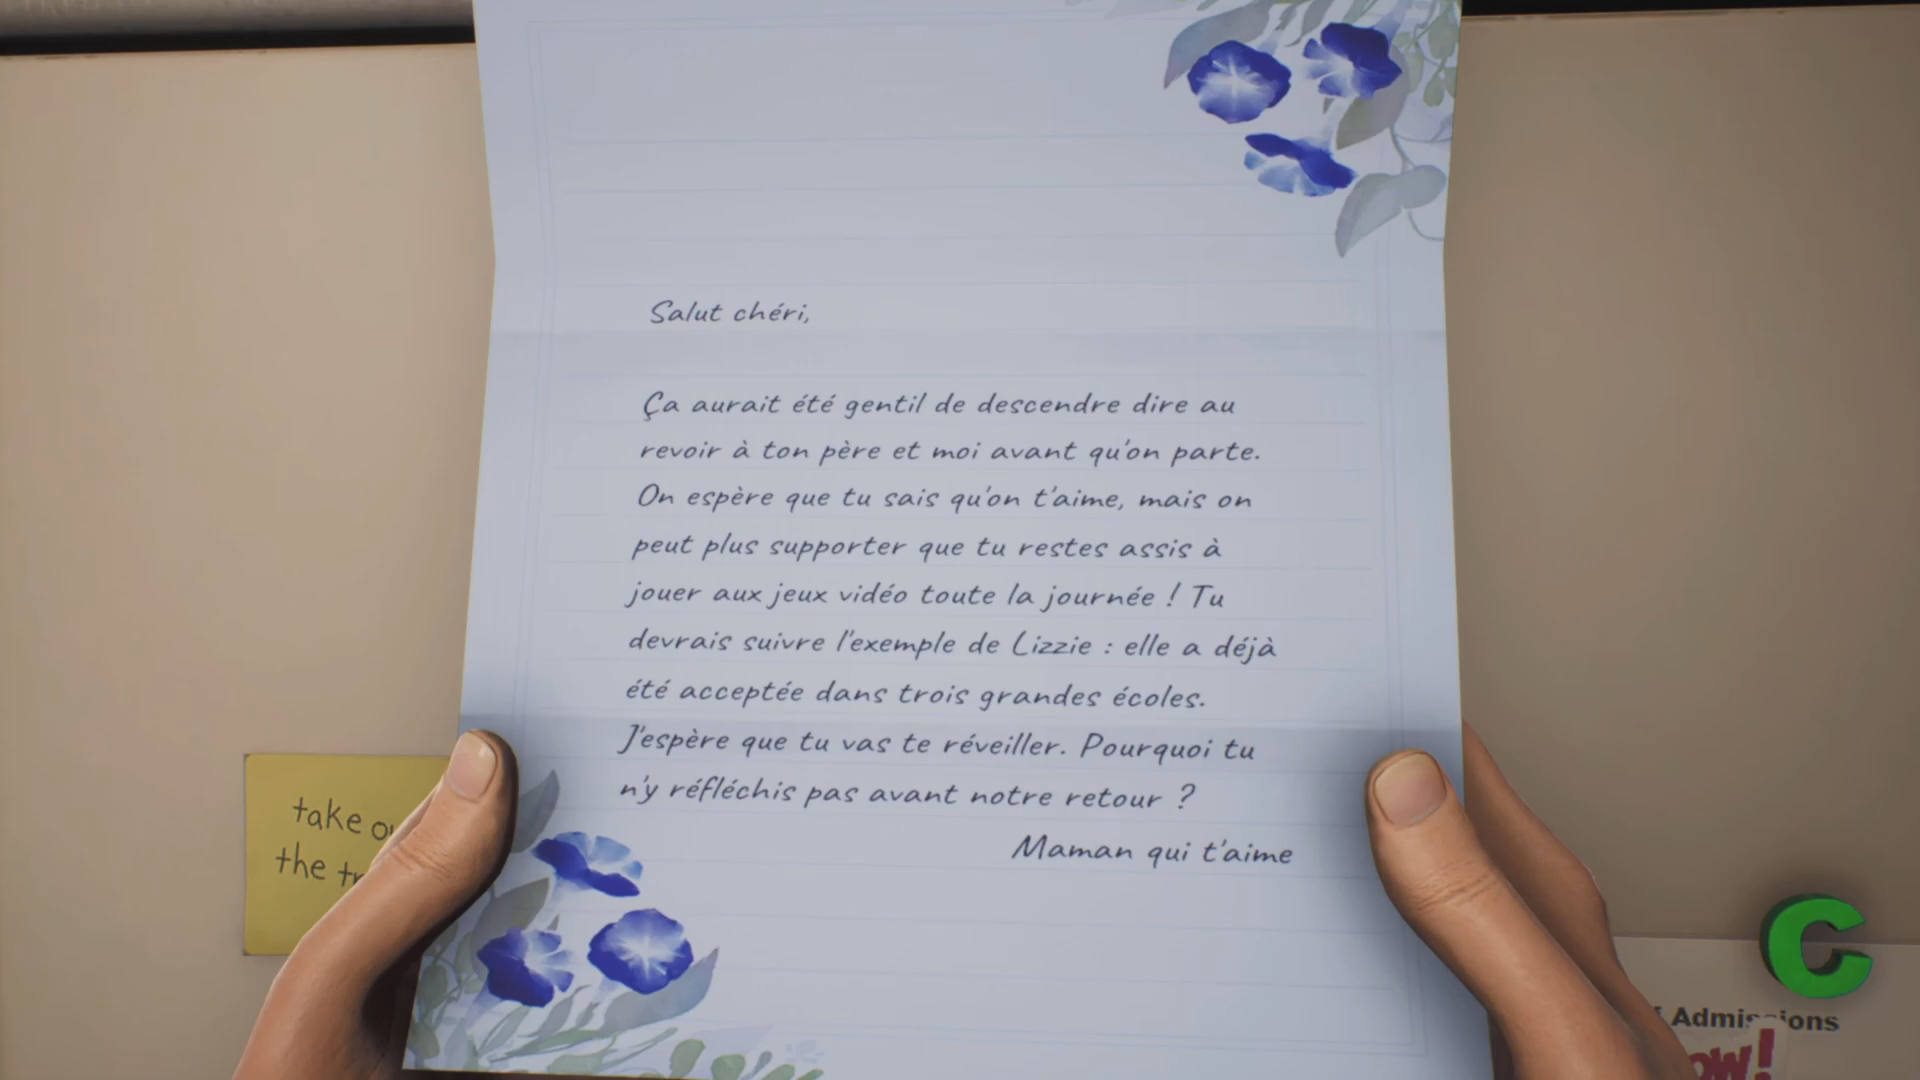 Salut chéri,
Ça aurait été gentil de descendre dire au
revoir à ton père et moi avant qu'on parte.
On espère que tu sais qu'on t'aime, mais on
peut plus supporter que tu restes assis à
jouer aux jeux vidéo toute la journée ! Tu
devrais suivre l'exemple de Lizzie : elle a déjà
été acceptée dans trois grandes écoles.
J'espère que tu vas te réveiller. Pourquoi tu
n'y réfléchis pas avant notre retour ?
Maman qui t'aime
take
the
C
Admissions